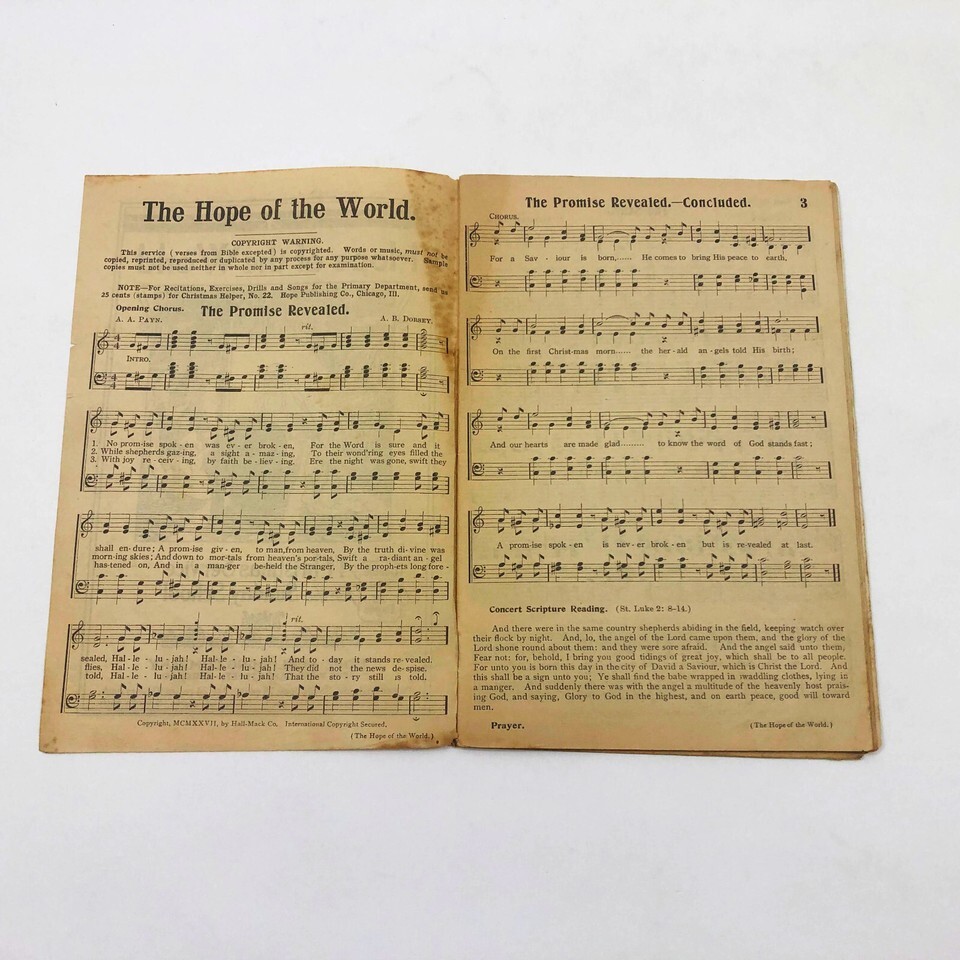 The Hope of the World.
COPYRIGHT WARNING.
This service (verses from Bible excepted) is copyrighted. Words or music, must not be
copied, reprinted, reproduced or duplicated by any process for any purpose whatsoever. Sample
copies must not be used neither in whole nor in part except for examination.
NOTE—For Recitations, Exercises, Drills and Songs for the Primary Department, send us
25 cents (stamps) for Christmas Helper, No. 22. Hope Publishing Co., Chicago, Ill.
Opening Chorus. The Promise Revealed.
A. A. PAYN. A. B. DORSEY.
rit.
INTRO.
1. No prom-ise spok - en was ev - er brok - en, For the Word is sure and it
2. While shepherds gaz-ing, a sight a - maz - ing, To their wond'ring eyes filled the
3. With joy re - ceiv - ing, by faith be - liev - ing, Ere the night was gone, swift they
shall en - dure; A prom-ise giv - en, to man, from heaven, By the truth di - vine was
morn-ing skies; And down to mor-tals from heaven's por-tals, Swift a ra - diant an - gel
has-tened on, And in a man-ger be-held the Stranger, By the proph-ets long fore -
rit.
sealed, Hal - le - lu - jah! Hal - le - lu - jah! And to - day it stands re-vealed.
flies, Hal - le - lu - jah! Hal - le - lu - jah! They did not the news de - spise.
told, Hal - le - lu - jah! Hal - le - lu - jah! That the sto - ry still is told.
Copyright, MCMXXVII, by Hall-Mack Co. International Copyright Secured.
(The Hope of the World.)
The Promise Revealed.—Concluded. 3
CHORUS.
For a Sav - iour is born,...... He comes to bring His peace to earth,
On the first Christ-mas morn...... the her-ald an-gels told His birth;
And our hearts are made glad......... to know the word of God stands fast;
A prom-ise spok - en is nev - er brok - en but is re-vealed at last.
Concert Scripture Reading. (St. Luke 2: 8-14.)
And there were in the same country shepherds abiding in the field, keeping watch over
their flock by night. And, lo, the angel of the Lord came upon them, and the glory of the
Lord shone round about them: and they were sore afraid. And the angel said unto them,
Fear not: for, behold, I bring you good tidings of great joy, which shall be to all people.
For unto you is born this day in the city of David a Saviour, which is Christ the Lord. And
this shall be a sign unto you; Ye shall find the babe wrapped in swaddling clothes, lying in
a manger. And suddenly there was with the angel a multitude of the heavenly host prais-
ing God, and saying, Glory to God in the highest, and on earth peace, good will toward
men.
Prayer. (The Hope of the World.)